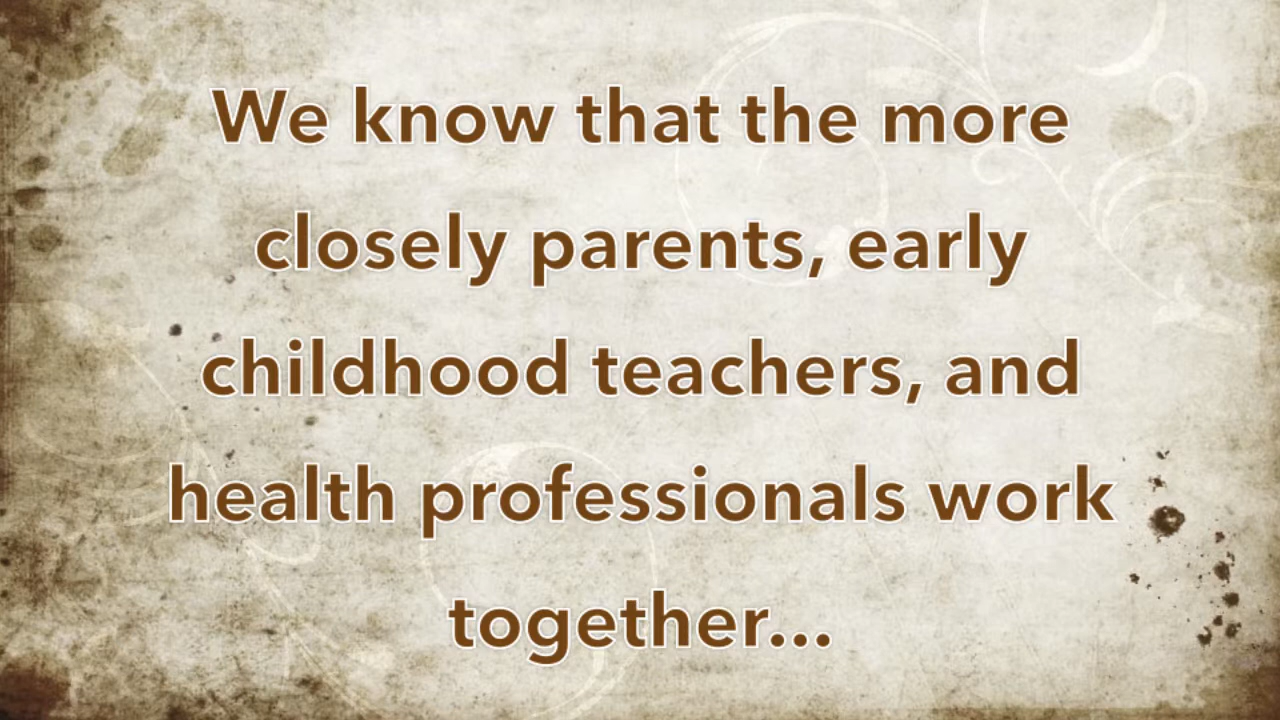 We know that the more
closely parents, early
childhood teachers, and
health professionals work
together...